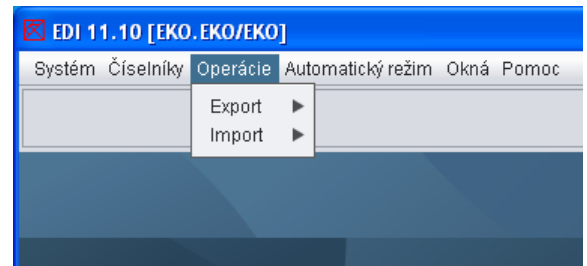 EDI 11.10 [EKO.EKO/EKO]
Systém Číselníky Operácie Automatický režim Okná Pomoc
Export
Import